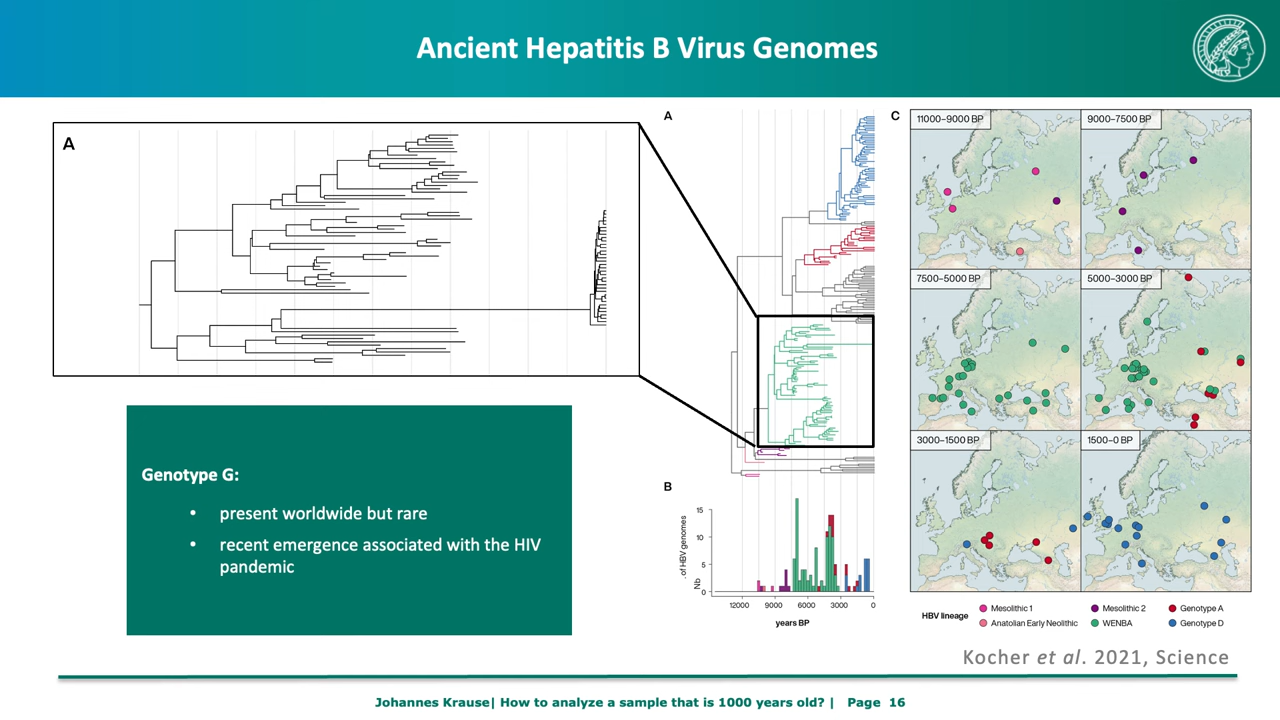 Ancient Hepatitis B Virus Genomes
A
Genotype G:
• present worldwide but rare
• recent emergence associated with the HIV
pandemic
A
B
Nb . of HBV genomes
15
10
5
0
12000 9000 6000 3000 0
years BP
C
11000–9000 BP
9000–7500 BP
7500–5000 BP
5000–3000 BP
3000–1500 BP
1500–0 BP
HBV lineage
Mesolithic 1
Mesolithic 2
Genotype A
Anatolian Early Neolithic
WENBA
Genotype D
Kocher et al. 2021, Science
Johannes Krause| How to analyze a sample that is 1000 years old? | Page 16